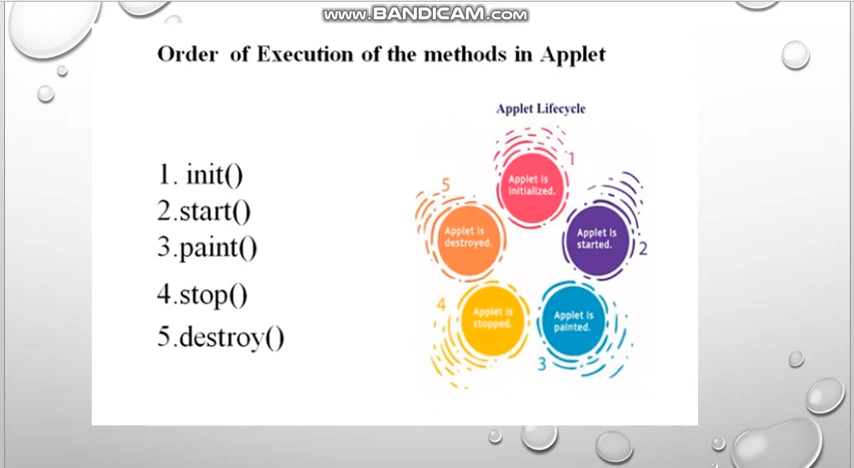 www.BANDICAM.com
Order of Execution of the methods in Applet
Applet Lifecycle
1. init()
2.start()
3.paint()
4.stop()
5.destroy()
1
Applet is
initialized.
2
Applet is
started.
3
Applet is
painted.
4
Applet is
stopped.
5
Applet is
destroyed.